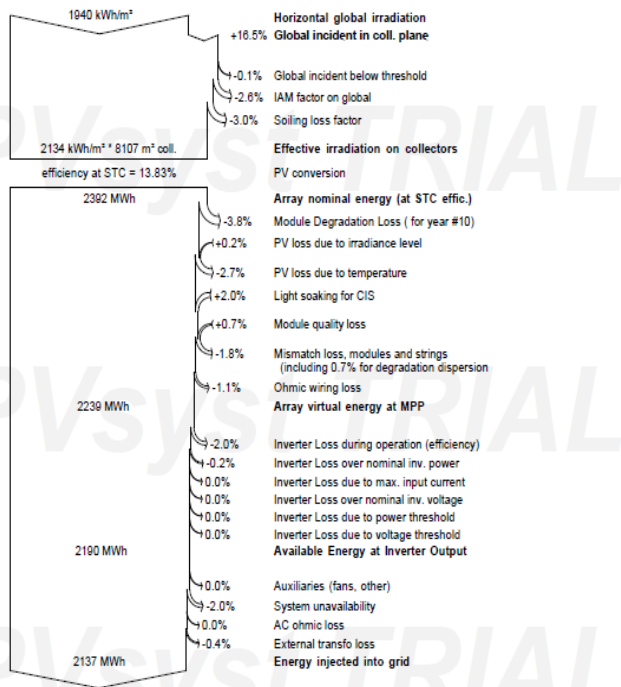 1940 kWh/m² Horizontal global irradiation
+16.5% Global incident in coll. plane
-0.1% Global incident below threshold
-2.6% IAM factor on global
-3.0% Soiling loss factor
2134 kWh/m² * 8107 m² coll. Effective irradiation on collectors
efficiency at STC = 13.83% PV conversion
2392 MWh Array nominal energy (at STC effic.)
-3.8% Module Degradation Loss ( for year #10)
+0.2% PV loss due to irradiance level
-2.7% PV loss due to temperature
+2.0% Light soaking for CIS
+0.7% Module quality loss
-1.8% Mismatch loss, modules and strings
(including 0.7% for degradation dispersion
-1.1% Ohmic wiring loss
2239 MWh Array virtual energy at MPP
-2.0% Inverter Loss during operation (efficiency)
-0.2% Inverter Loss over nominal inv. power
0.0% Inverter Loss due to max. input current
0.0% Inverter Loss over nominal inv. voltage
0.0% Inverter Loss due to power threshold
0.0% Inverter Loss due to voltage threshold
2190 MWh Available Energy at Inverter Output
0.0% Auxiliaries (fans, other)
-2.0% System unavailability
0.0% AC ohmic loss
-0.4% External transfo loss
2137 MWh Energy injected into grid
PVsyst TRIAL
PVsyst TRIAL
PVsyst TRIAL